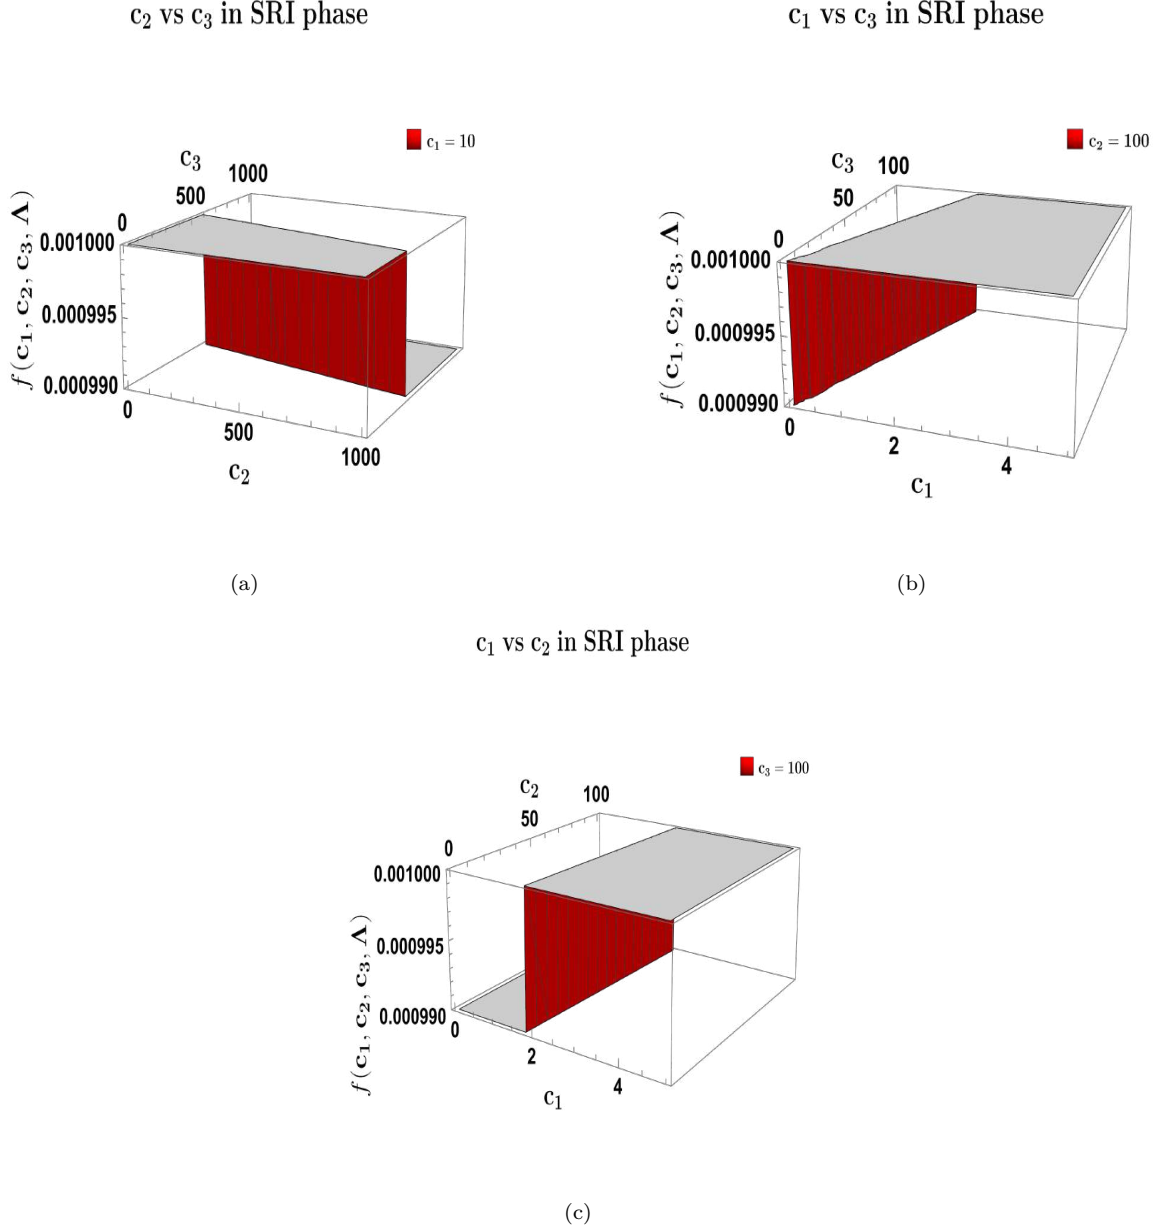 c₂ vs c₃ in SRI phase
c₁ = 10
c₃
1000
500
0
0.001000
0.000995
0.000990
f (c₁, c₂, c₃, Λ)
0
500
1000
c₂
(a)
c₁ vs c₃ in SRI phase
c₂ = 100
c₃
100
50
0
0.001000
0.000995
0.000990
f (c₁, c₂, c₃, Λ)
0
2
4
c₁
(b)
c₁ vs c₂ in SRI phase
c₃ = 100
c₂
100
50
0
0.001000
0.000995
0.000990
f (c₁, c₂, c₃, Λ)
0
2
4
c₁
(c)